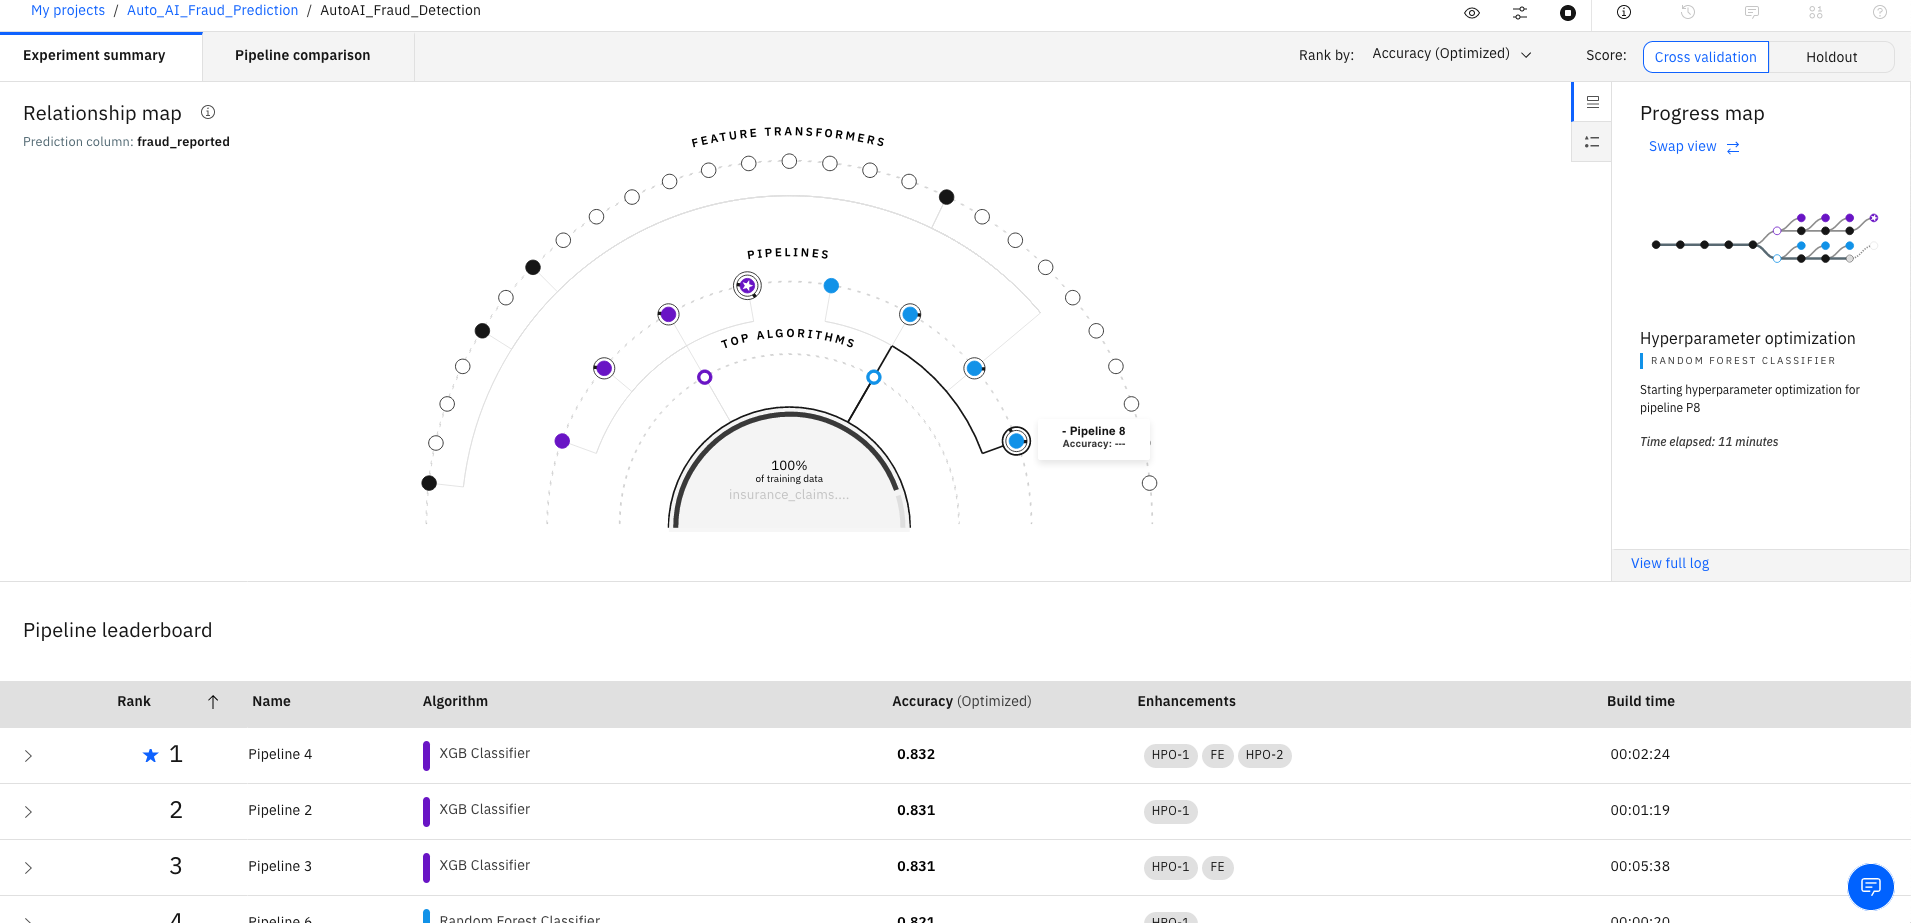 My projects / Auto_AI_Fraud_Prediction / AutoAI_Fraud_Detection
Experiment summary
Pipeline comparison
Rank by: Accuracy (Optimized)
Score: Cross validation Holdout
Relationship map
Prediction column: fraud_reported
FEATURE TRANSFORMERS
PIPELINES
TOP ALGORITHMS
- Pipeline 8
Accuracy: ---
100%
of training data
insurance_claims....
Progress map
Swap view
Hyperparameter optimization
RANDOM FOREST CLASSIFIER
Starting hyperparameter optimization for
pipeline P8
Time elapsed: 11 minutes
View full log
Pipeline leaderboard
Rank Name Algorithm Accuracy (Optimized) Enhancements Build time
1 Pipeline 4 XGB Classifier 0.832 HPO-1 FE HPO-2 00:02:24
2 Pipeline 2 XGB Classifier 0.831 HPO-1 00:01:19
3 Pipeline 3 XGB Classifier 0.831 HPO-1 FE 00:05:38
4 Pipeline 6 Random Forest Classifier 0.821 HPO-1 00:00:20